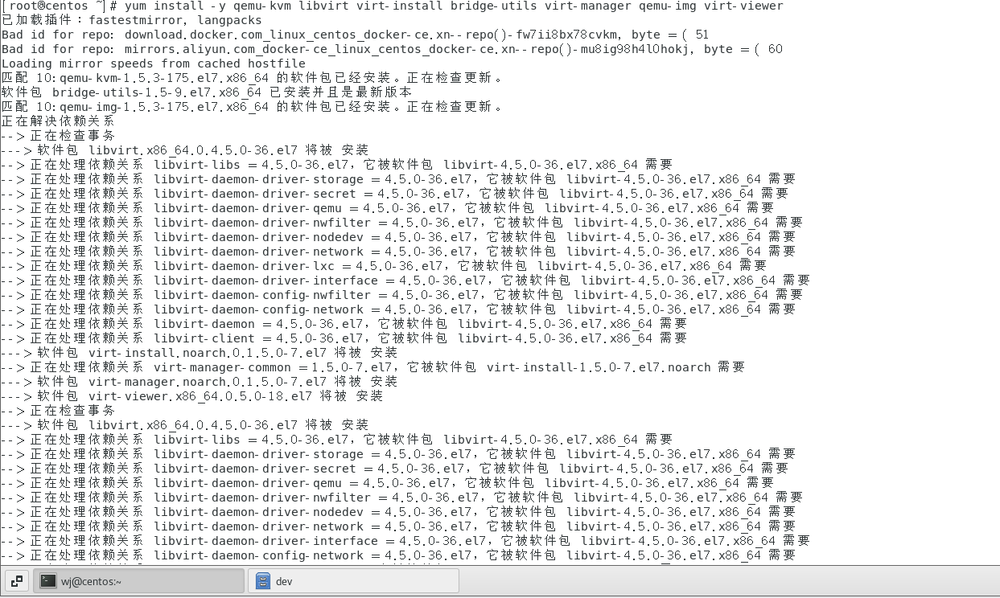 [root@centos ~]# yum install -y qemu-kvm libvirt virt-install bridge-utils virt-manager qemu-img virt-viewer
已加载插件：fastestmirror, langpacks
Bad id for repo: download.docker.com_linux_centos_docker-ce.xn--repo()-fw7ii8bx78cvkm, byte = ( 51
Bad id for repo: mirrors.aliyun.com_docker-ce_linux_centos_docker-ce.xn--repo()-mu8ig98h4l0hokj, byte = ( 60
Loading mirror speeds from cached hostfile
匹配 10:qemu-kvm-1.5.3-175.el7.x86_64 的软件包已经安装。正在检查更新。
软件包 bridge-utils-1.5-9.el7.x86_64 已安装并且是最新版本
匹配 10:qemu-img-1.5.3-175.el7.x86_64 的软件包已经安装。正在检查更新。
正在解决依赖关系
--> 正在检查事务
---> 软件包 libvirt.x86_64.0.4.5.0-36.el7 将被 安装
--> 正在处理依赖关系 libvirt-libs = 4.5.0-36.el7，它被软件包 libvirt-4.5.0-36.el7.x86_64 需要
--> 正在处理依赖关系 libvirt-daemon-driver-storage = 4.5.0-36.el7，它被软件包 libvirt-4.5.0-36.el7.x86_64 需要
--> 正在处理依赖关系 libvirt-daemon-driver-secret = 4.5.0-36.el7，它被软件包 libvirt-4.5.0-36.el7.x86_64 需要
--> 正在处理依赖关系 libvirt-daemon-driver-qemu = 4.5.0-36.el7，它被软件包 libvirt-4.5.0-36.el7.x86_64 需要
--> 正在处理依赖关系 libvirt-daemon-driver-nwfilter = 4.5.0-36.el7，它被软件包 libvirt-4.5.0-36.el7.x86_64 需要
--> 正在处理依赖关系 libvirt-daemon-driver-nodedev = 4.5.0-36.el7，它被软件包 libvirt-4.5.0-36.el7.x86_64 需要
--> 正在处理依赖关系 libvirt-daemon-driver-network = 4.5.0-36.el7，它被软件包 libvirt-4.5.0-36.el7.x86_64 需要
--> 正在处理依赖关系 libvirt-daemon-driver-lxc = 4.5.0-36.el7，它被软件包 libvirt-4.5.0-36.el7.x86_64 需要
--> 正在处理依赖关系 libvirt-daemon-driver-interface = 4.5.0-36.el7，它被软件包 libvirt-4.5.0-36.el7.x86_64 需要
--> 正在处理依赖关系 libvirt-daemon-config-nwfilter = 4.5.0-36.el7，它被软件包 libvirt-4.5.0-36.el7.x86_64 需要
--> 正在处理依赖关系 libvirt-daemon-config-network = 4.5.0-36.el7，它被软件包 libvirt-4.5.0-36.el7.x86_64 需要
--> 正在处理依赖关系 libvirt-daemon = 4.5.0-36.el7，它被软件包 libvirt-4.5.0-36.el7.x86_64 需要
--> 正在处理依赖关系 libvirt-client = 4.5.0-36.el7，它被软件包 libvirt-4.5.0-36.el7.x86_64 需要
---> 软件包 virt-install.noarch.0.1.5.0-7.el7 将被 安装
--> 正在处理依赖关系 virt-manager-common = 1.5.0-7.el7，它被软件包 virt-install-1.5.0-7.el7.noarch 需要
---> 软件包 virt-manager.noarch.0.1.5.0-7.el7 将被 安装
---> 软件包 virt-viewer.x86_64.0.5.0-18.el7 将被 安装
--> 正在检查事务
---> 软件包 libvirt.x86_64.0.4.5.0-36.el7 将被 安装
--> 正在处理依赖关系 libvirt-libs = 4.5.0-36.el7，它被软件包 libvirt-4.5.0-36.el7.x86_64 需要
--> 正在处理依赖关系 libvirt-daemon-driver-storage = 4.5.0-36.el7，它被软件包 libvirt-4.5.0-36.el7.x86_64 需要
--> 正在处理依赖关系 libvirt-daemon-driver-secret = 4.5.0-36.el7，它被软件包 libvirt-4.5.0-36.el7.x86_64 需要
--> 正在处理依赖关系 libvirt-daemon-driver-qemu = 4.5.0-36.el7，它被软件包 libvirt-4.5.0-36.el7.x86_64 需要
--> 正在处理依赖关系 libvirt-daemon-driver-nwfilter = 4.5.0-36.el7，它被软件包 libvirt-4.5.0-36.el7.x86_64 需要
--> 正在处理依赖关系 libvirt-daemon-driver-nodedev = 4.5.0-36.el7，它被软件包 libvirt-4.5.0-36.el7.x86_64 需要
--> 正在处理依赖关系 libvirt-daemon-driver-network = 4.5.0-36.el7，它被软件包 libvirt-4.5.0-36.el7.x86_64 需要
--> 正在处理依赖关系 libvirt-daemon-driver-interface = 4.5.0-36.el7，它被软件包 libvirt-4.5.0-36.el7.x86_64 需要
--> 正在处理依赖关系 libvirt-daemon-config-network = 4.5.0-36.el7，它被软件包 libvirt-4.5.0-36.el7.x86_64 需要
wj@centos:~
dev